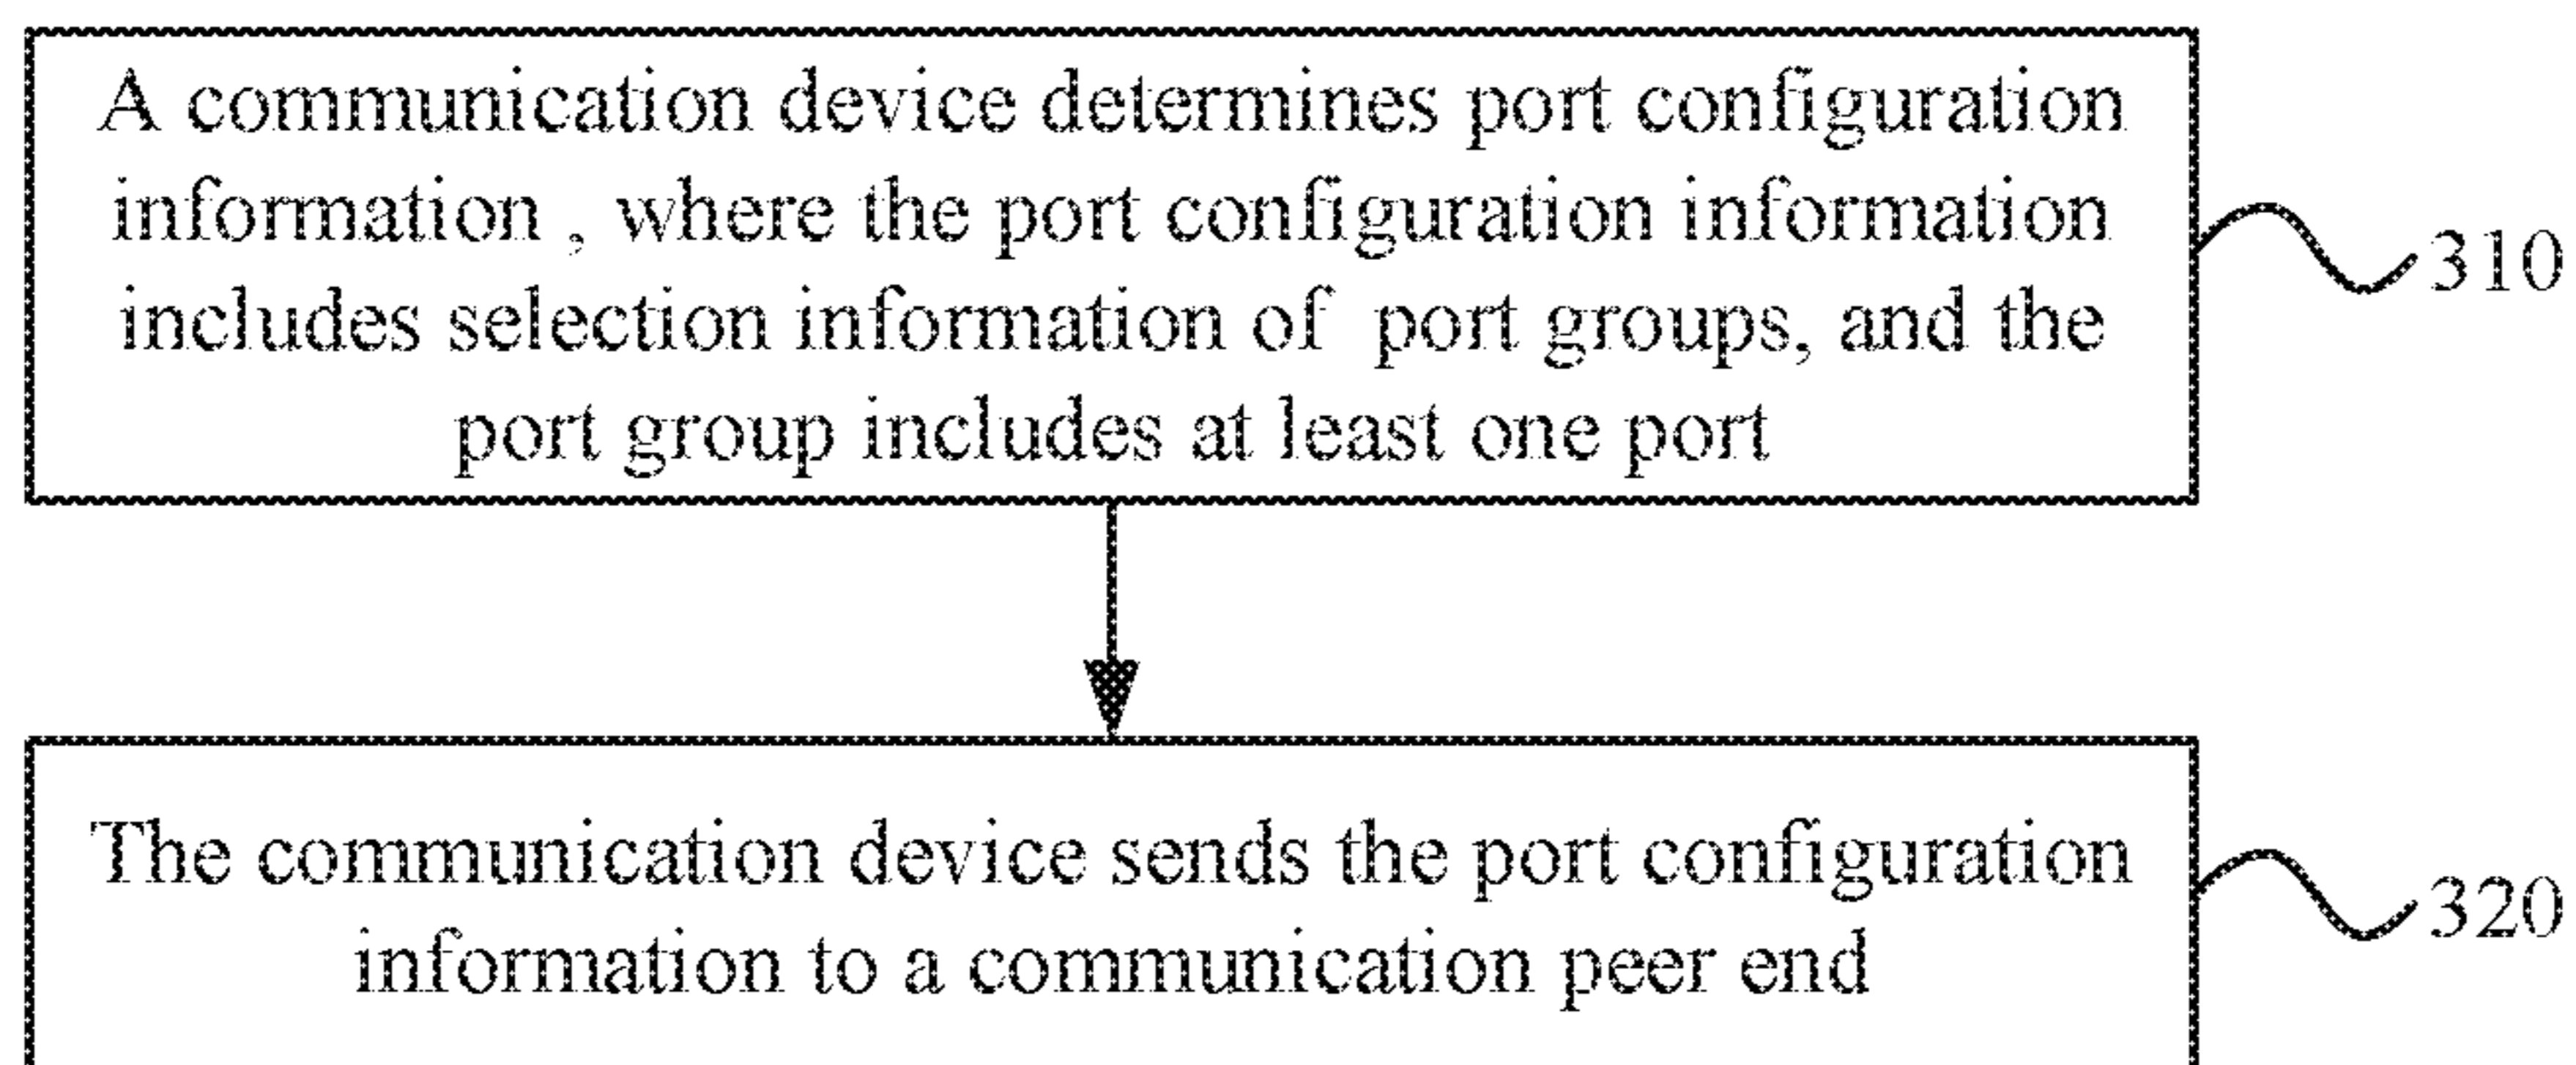 A communication device determines port configuration
information , where the port configuration information
includes selection information of port groups, and the
port group includes at least one port
310
The communication device sends the port configuration
information to a communication peer end
320